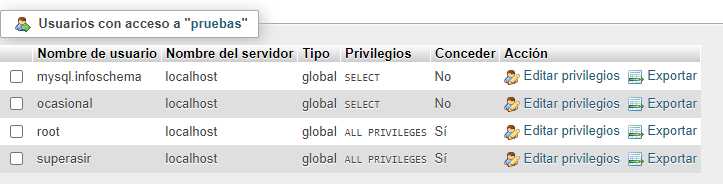 Usuarios con acceso a "pruebas"
Nombre de usuario Nombre del servidor Tipo Privilegios Conceder Acción
mysql.infoschema localhost global SELECT No Editar privilegios Exportar
ocasional localhost global SELECT No Editar privilegios Exportar
root localhost global ALL PRIVILEGES Sí Editar privilegios Exportar
superasir localhost global ALL PRIVILEGES Sí Editar privilegios Exportar